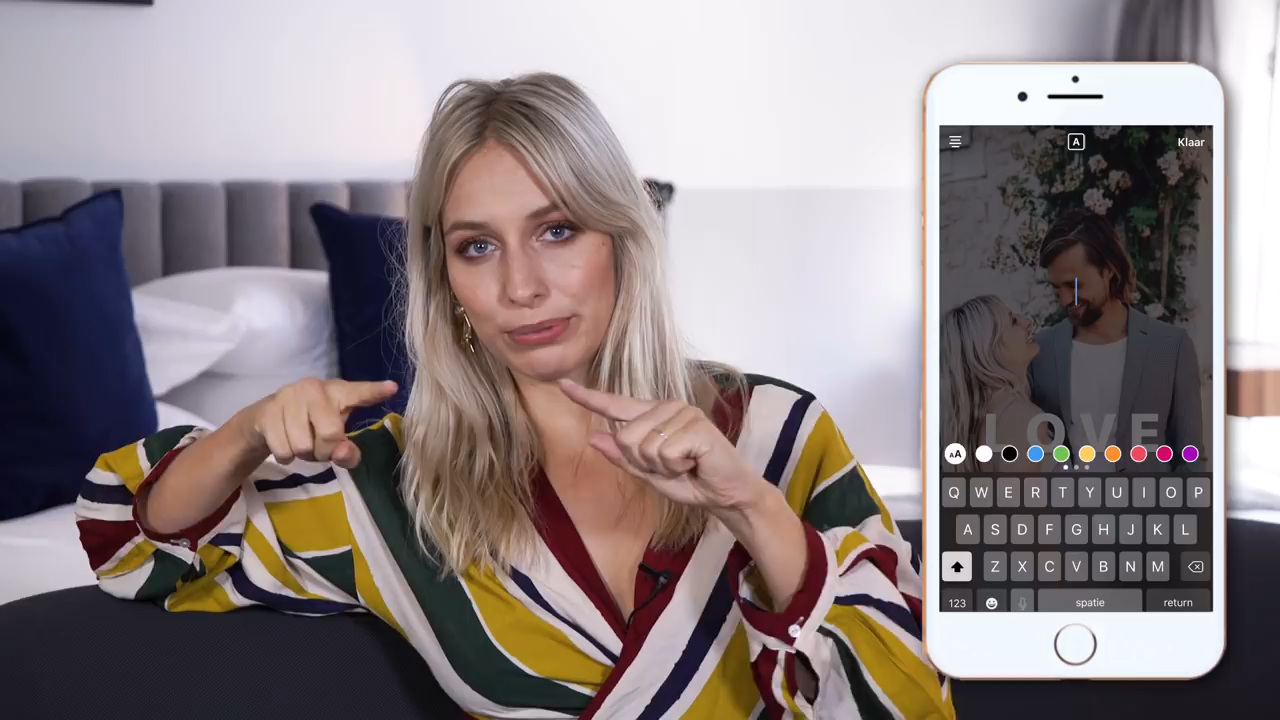 A Klaar
LOVE
AA
Q W E R T Y U I O P
A S D F G H J K L
Z X C V B N M
123 spatie return